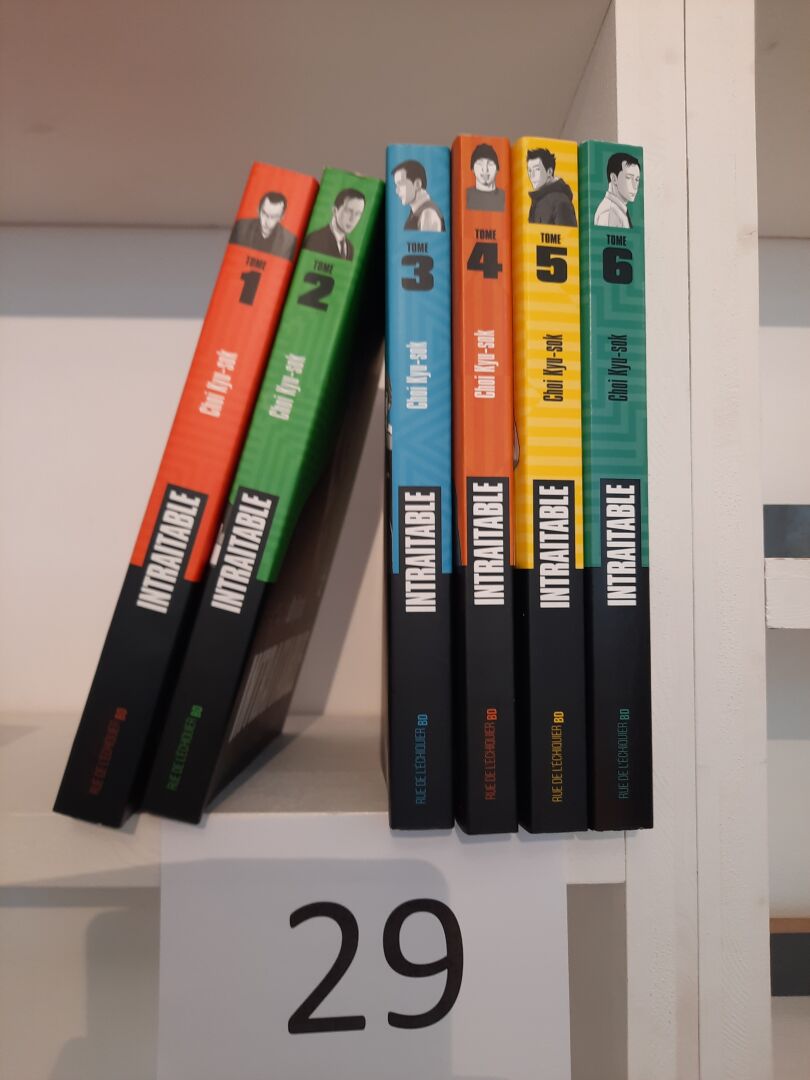 TOME
1
Choi Kyu-sok
INTRAITABLE
RUE DE L'ÉCHIQUIER BD
TOME
2
Choi Kyu-sok
INTRAITABLE
RUE DE L'ÉCHIQUIER BD
TOME
3
Choi Kyu-sok
INTRAITABLE
RUE DE L'ÉCHIQUIER BD
TOME
4
Choi Kyu-sok
INTRAITABLE
RUE DE L'ÉCHIQUIER BD
TOME
5
Choi Kyu-sok
INTRAITABLE
RUE DE L'ÉCHIQUIER BD
TOME
6
Choi Kyu-sok
INTRAITABLE
RUE DE L'ÉCHIQUIER BD
29